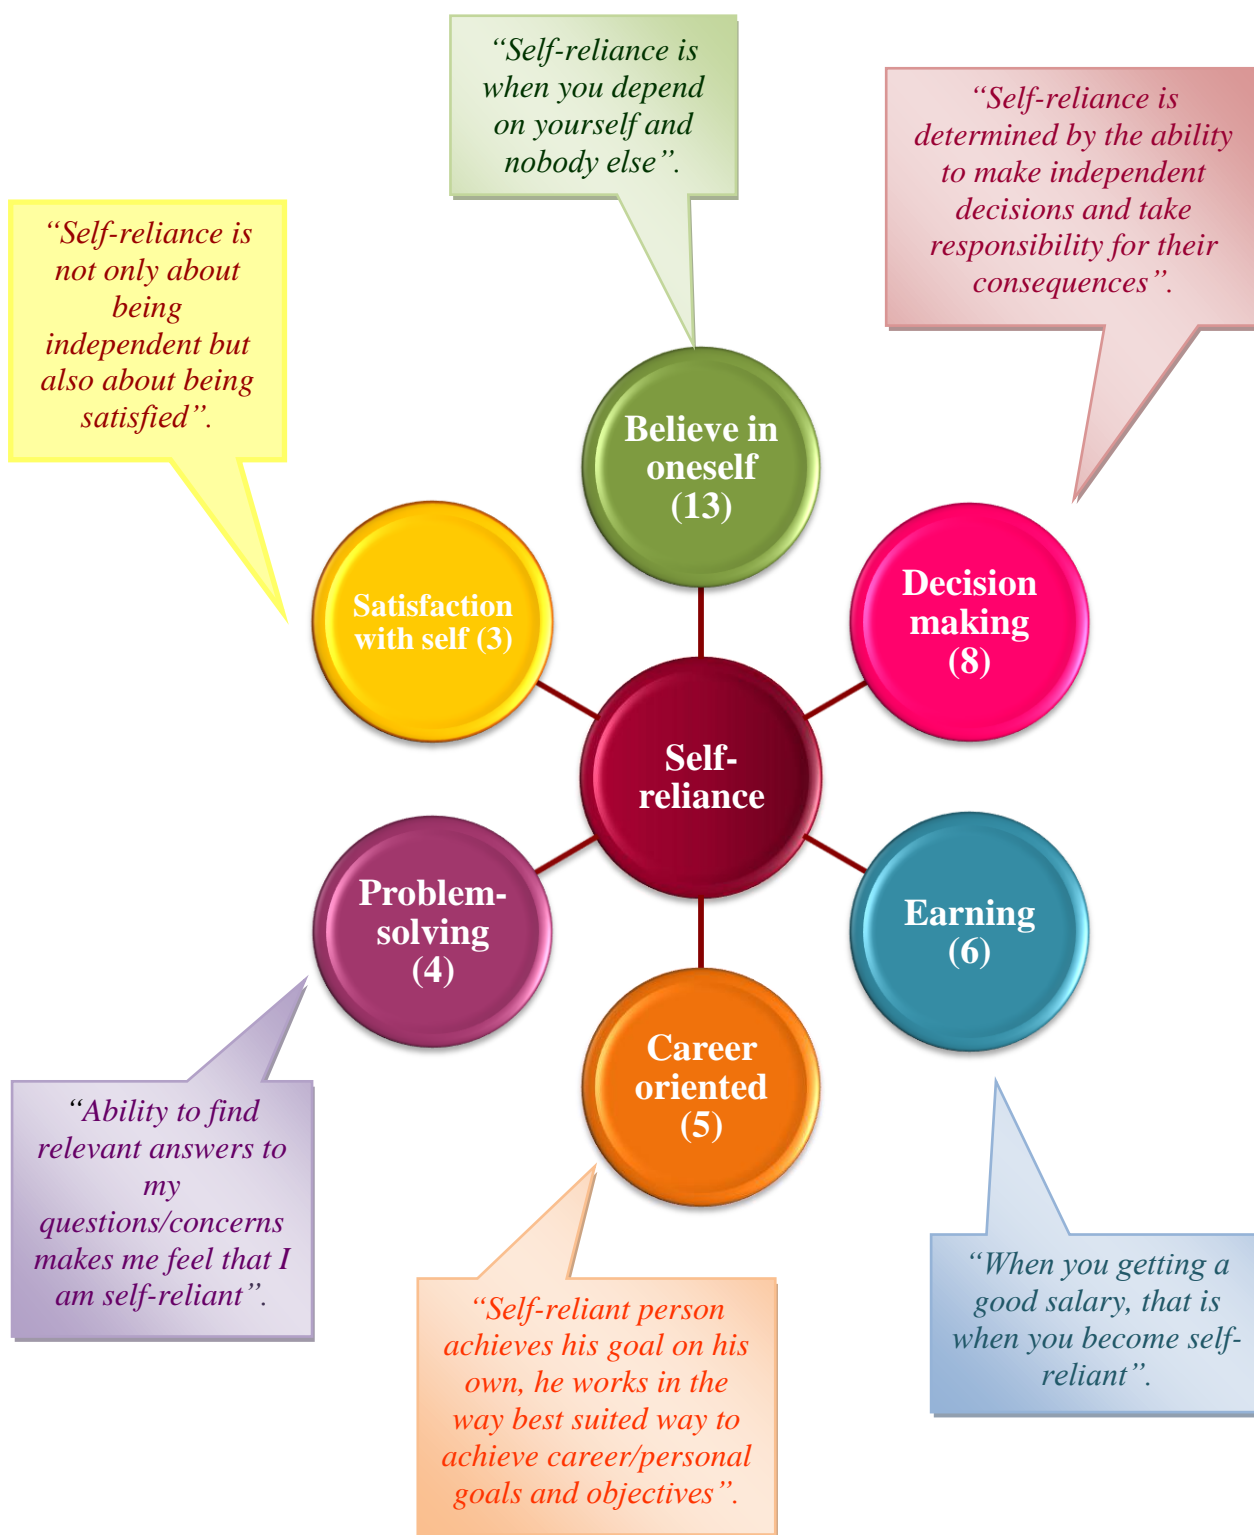 “Self-reliance is
when you depend
on yourself and
nobody else”.
“Self-reliance is
determined by the ability
to make independent
decisions and take
responsibility for their
consequences”.
“Self-reliance is
not only about
being
independent but
also about being
satisfied”.
Believe in
oneself
(13)
Satisfaction
with self (3)
Decision
making
(8)
Self-
reliance
Problem-
solving
(4)
Earning
(6)
Career
oriented
(5)
“Ability to find
relevant answers to
my
questions/concerns
makes me feel that I
am self-reliant”.
“Self-reliant person
achieves his goal on his
own, he works in the
way best suited way to
achieve career/personal
goals and objectives”.
“When you getting a
good salary, that is
when you become self-
reliant”.